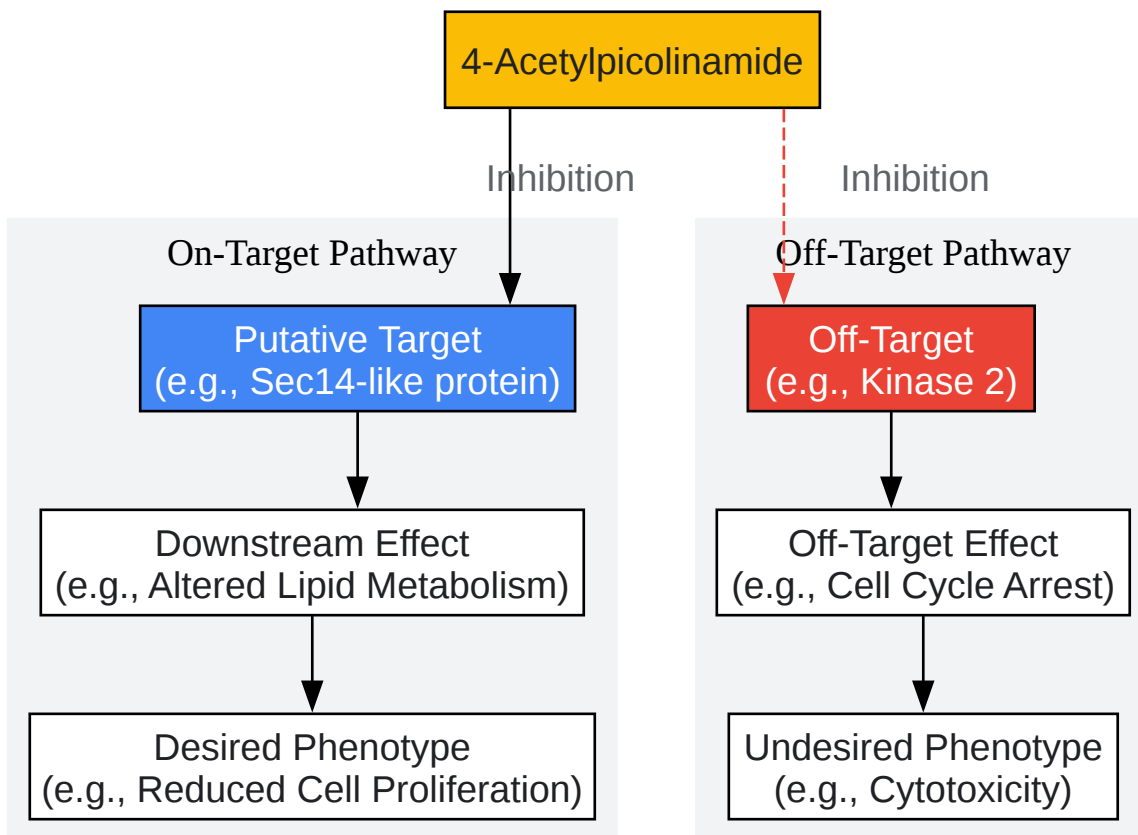 4-Acetylpicolinamide
Inhibition
Inhibition
On-Target Pathway
Putative Target
(e.g., Sec14-like protein)
Downstream Effect
(e.g., Altered Lipid Metabolism)
Desired Phenotype
(e.g., Reduced Cell Proliferation)
Off-Target Pathway
Off-Target
(e.g., Kinase 2)
Off-Target Effect
(e.g., Cell Cycle Arrest)
Undesired Phenotype
(e.g., Cytotoxicity)